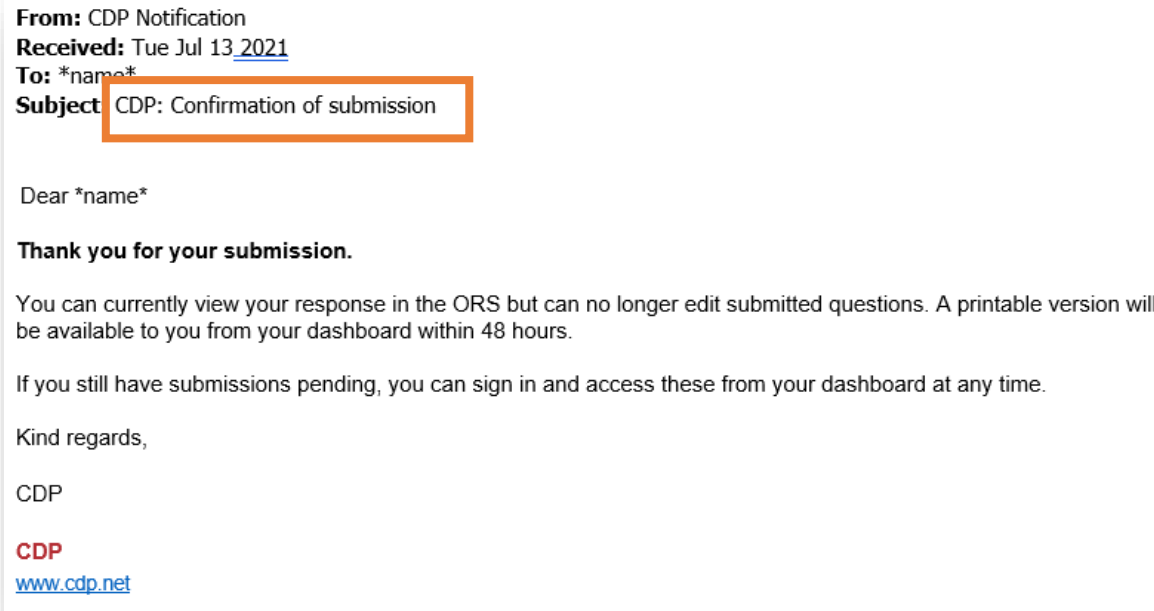 From: CDP Notification
Received: Tue Jul 13 2021
To: *name*
Subject: CDP: Confirmation of submission
Dear *name*
Thank you for your submission.
You can currently view your response in the ORS but can no longer edit submitted questions. A printable version will
be available to you from your dashboard within 48 hours.
If you still have submissions pending, you can sign in and access these from your dashboard at any time.
Kind regards,
CDP
CDP
www.cdp.net